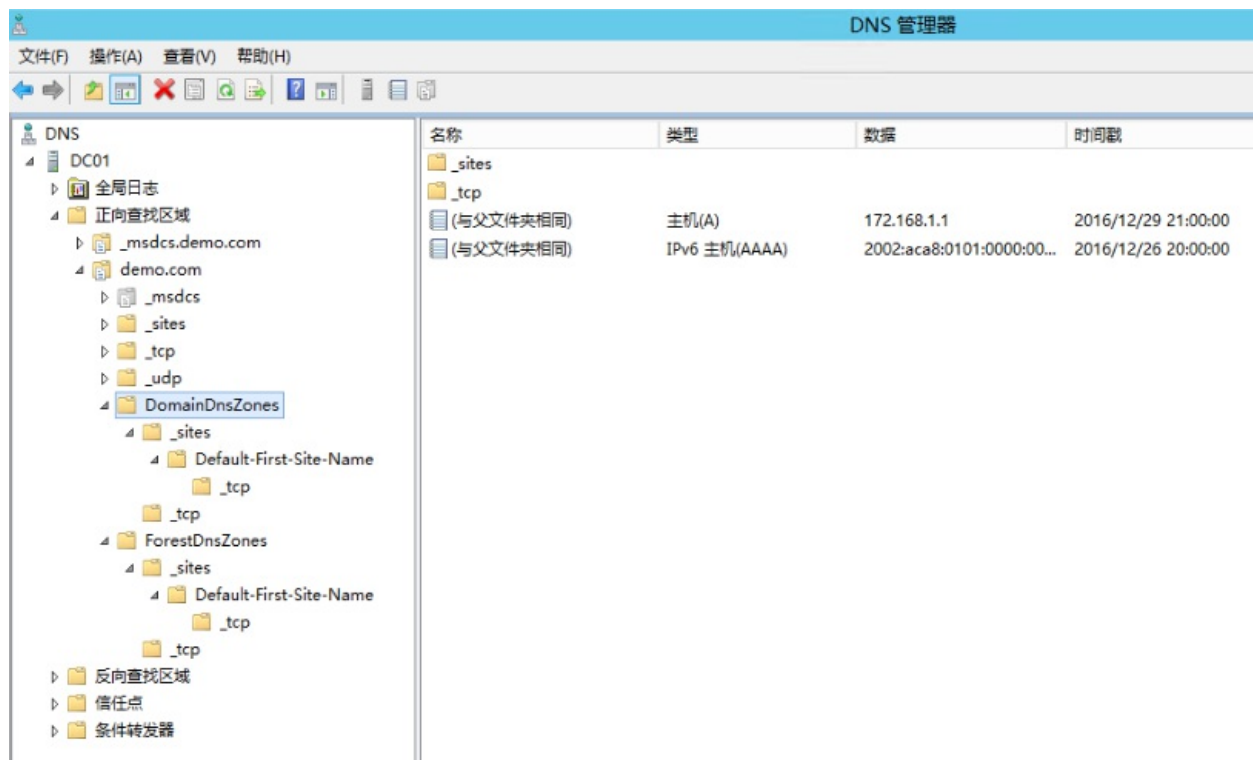 DNS 管理器
文件(F) 操作(A) 查看(V) 帮助(H)
DNS
DC01
全局日志
正向查找区域
_msdcs.demo.com
demo.com
_msdcs
_sites
_tcp
_udp
DomainDnsZones
_sites
Default-First-Site-Name
_tcp
_tcp
ForestDnsZones
_sites
Default-First-Site-Name
_tcp
_tcp
反向查找区域
信任点
条件转发器
名称 类型 数据 时间戳
_sites
_tcp
(与父文件夹相同) 主机(A) 172.168.1.1 2016/12/29 21:00:00
(与父文件夹相同) IPv6 主机(AAAA) 2002:aca8:0101:0000:00... 2016/12/26 20:00:00